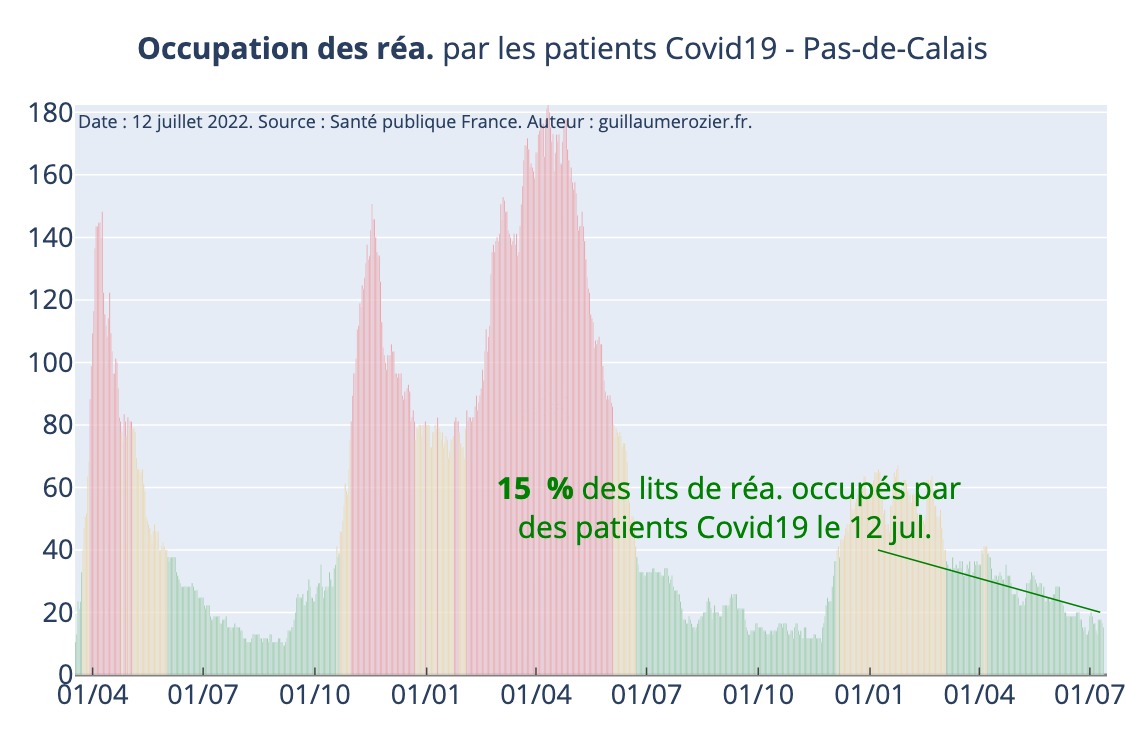 Occupation des réa. par les patients Covid19 - Pas-de-Calais
180
Date : 12 juillet 2022. Source : Santé publique France. Auteur : guillaumerozier.fr.
160
140
120
100
80
60
15 % des lits de réa. occupés par
des patients Covid19 le 12 jul.
40
20
0
01/04 01/07 01/10 01/01 01/04 01/07 01/10 01/01 01/04 01/07